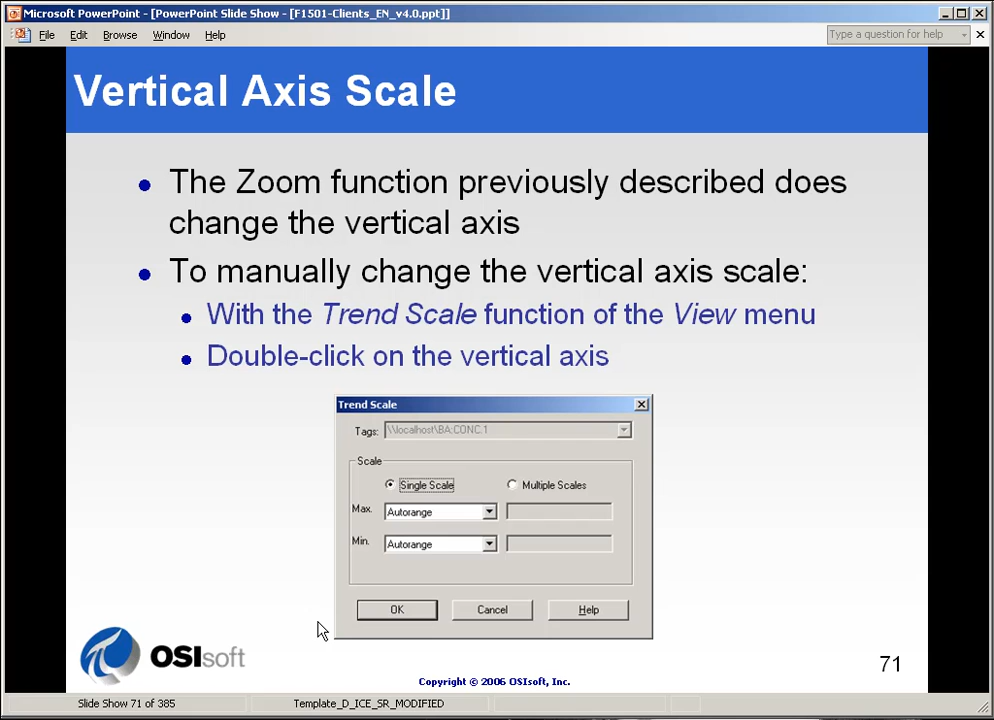 Microsoft PowerPoint - [PowerPoint Slide Show - [F1501-Clients_EN_v4.0.ppt]]
File Edit Browse Window Help
Type a question for help
Vertical Axis Scale
The Zoom function previously described does
change the vertical axis
To manually change the vertical axis scale:
With the Trend Scale function of the View menu
Double-click on the vertical axis
Trend Scale
Tags: \\localhost\BA:CONC.1
Scale
Single Scale Multiple Scales
Max. Autorange
Min. Autorange
OK Cancel Help
OSIsoft
71
Copyright © 2006 OSIsoft, Inc.
Slide Show 71 of 385 Template_D_ICE_SR_MODIFIED